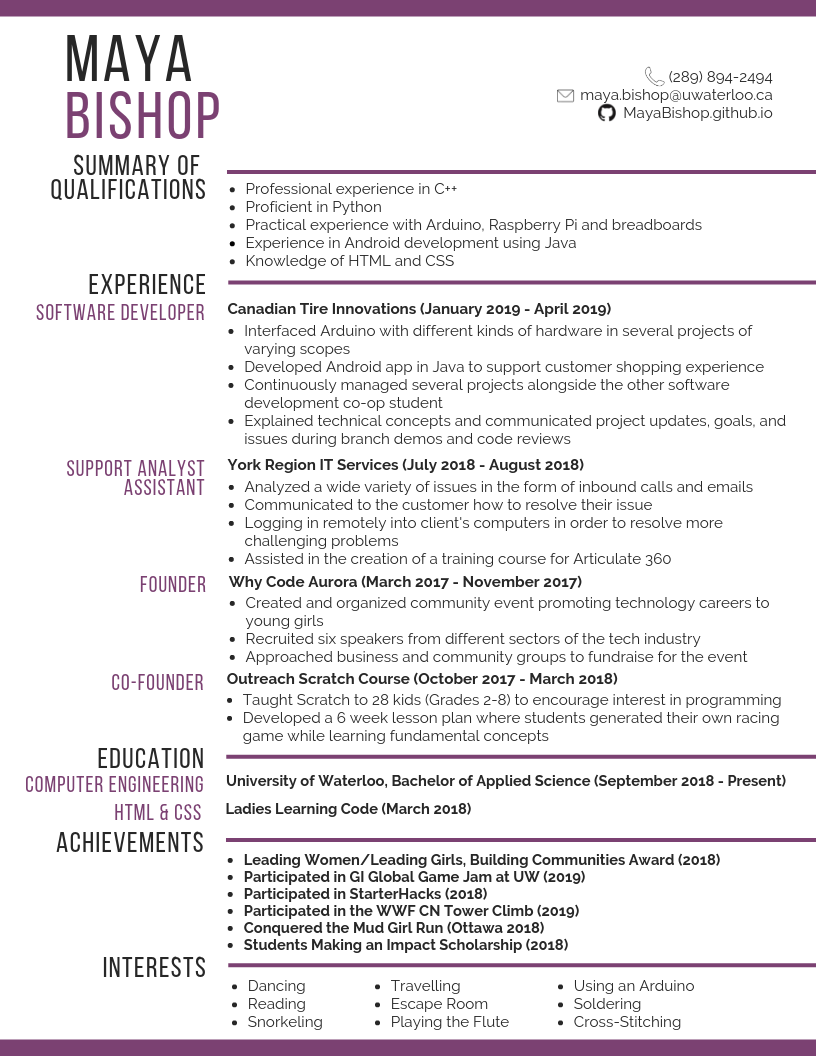 MAYA
BISHOP
(289) 894-2494
maya.bishop@uwaterloo.ca
MayaBishop.github.io
SUMMARY OF
QUALIFICATIONS
• Professional experience in C++
• Proficient in Python
• Practical experience with Arduino, Raspberry Pi and breadboards
• Experience in Android development using Java
• Knowledge of HTML and CSS
EXPERIENCE
SOFTWARE DEVELOPER
Canadian Tire Innovations (January 2019 - April 2019)
• Interfaced Arduino with different kinds of hardware in several projects of
varying scopes
• Developed Android app in Java to support customer shopping experience
• Continuously managed several projects alongside the other software
development co-op student
• Explained technical concepts and communicated project updates, goals, and
issues during branch demos and code reviews
SUPPORT ANALYST
ASSISTANT
York Region IT Services (July 2018 - August 2018)
• Analyzed a wide variety of issues in the form of inbound calls and emails
• Communicated to the customer how to resolve their issue
• Logging in remotely into client's computers in order to resolve more
challenging problems
• Assisted in the creation of a training course for Articulate 360
FOUNDER
Why Code Aurora (March 2017 - November 2017)
• Created and organized community event promoting technology careers to
young girls
• Recruited six speakers from different sectors of the tech industry
• Approached business and community groups to fundraise for the event
CO-FOUNDER
Outreach Scratch Course (October 2017 - March 2018)
• Taught Scratch to 28 kids (Grades 2-8) to encourage interest in programming
• Developed a 6 week lesson plan where students generated their own racing
game while learning fundamental concepts
EDUCATION
COMPUTER ENGINEERING
University of Waterloo, Bachelor of Applied Science (September 2018 - Present)
HTML & CSS
Ladies Learning Code (March 2018)
ACHIEVEMENTS
• Leading Women/Leading Girls, Building Communities Award (2018)
• Participated in GI Global Game Jam at UW (2019)
• Participated in StarterHacks (2018)
• Participated in the WWF CN Tower Climb (2019)
• Conquered the Mud Girl Run (Ottawa 2018)
• Students Making an Impact Scholarship (2018)
INTERESTS
• Dancing
• Reading
• Snorkeling
• Travelling
• Escape Room
• Playing the Flute
• Using an Arduino
• Soldering
• Cross-Stitching